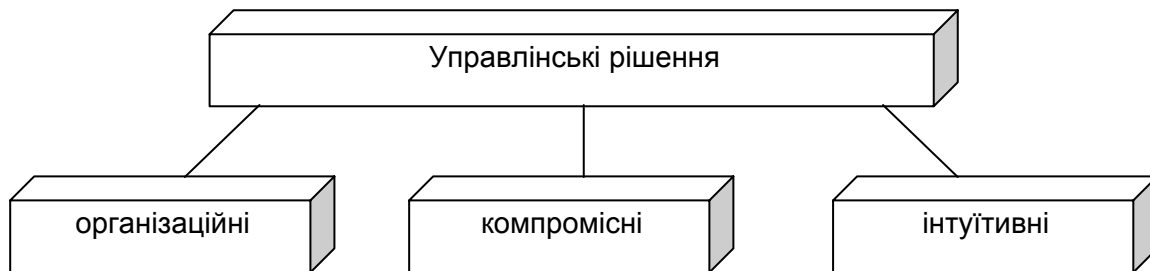 Управлінські рішення
організаційні
компромісні
інтуїтивні